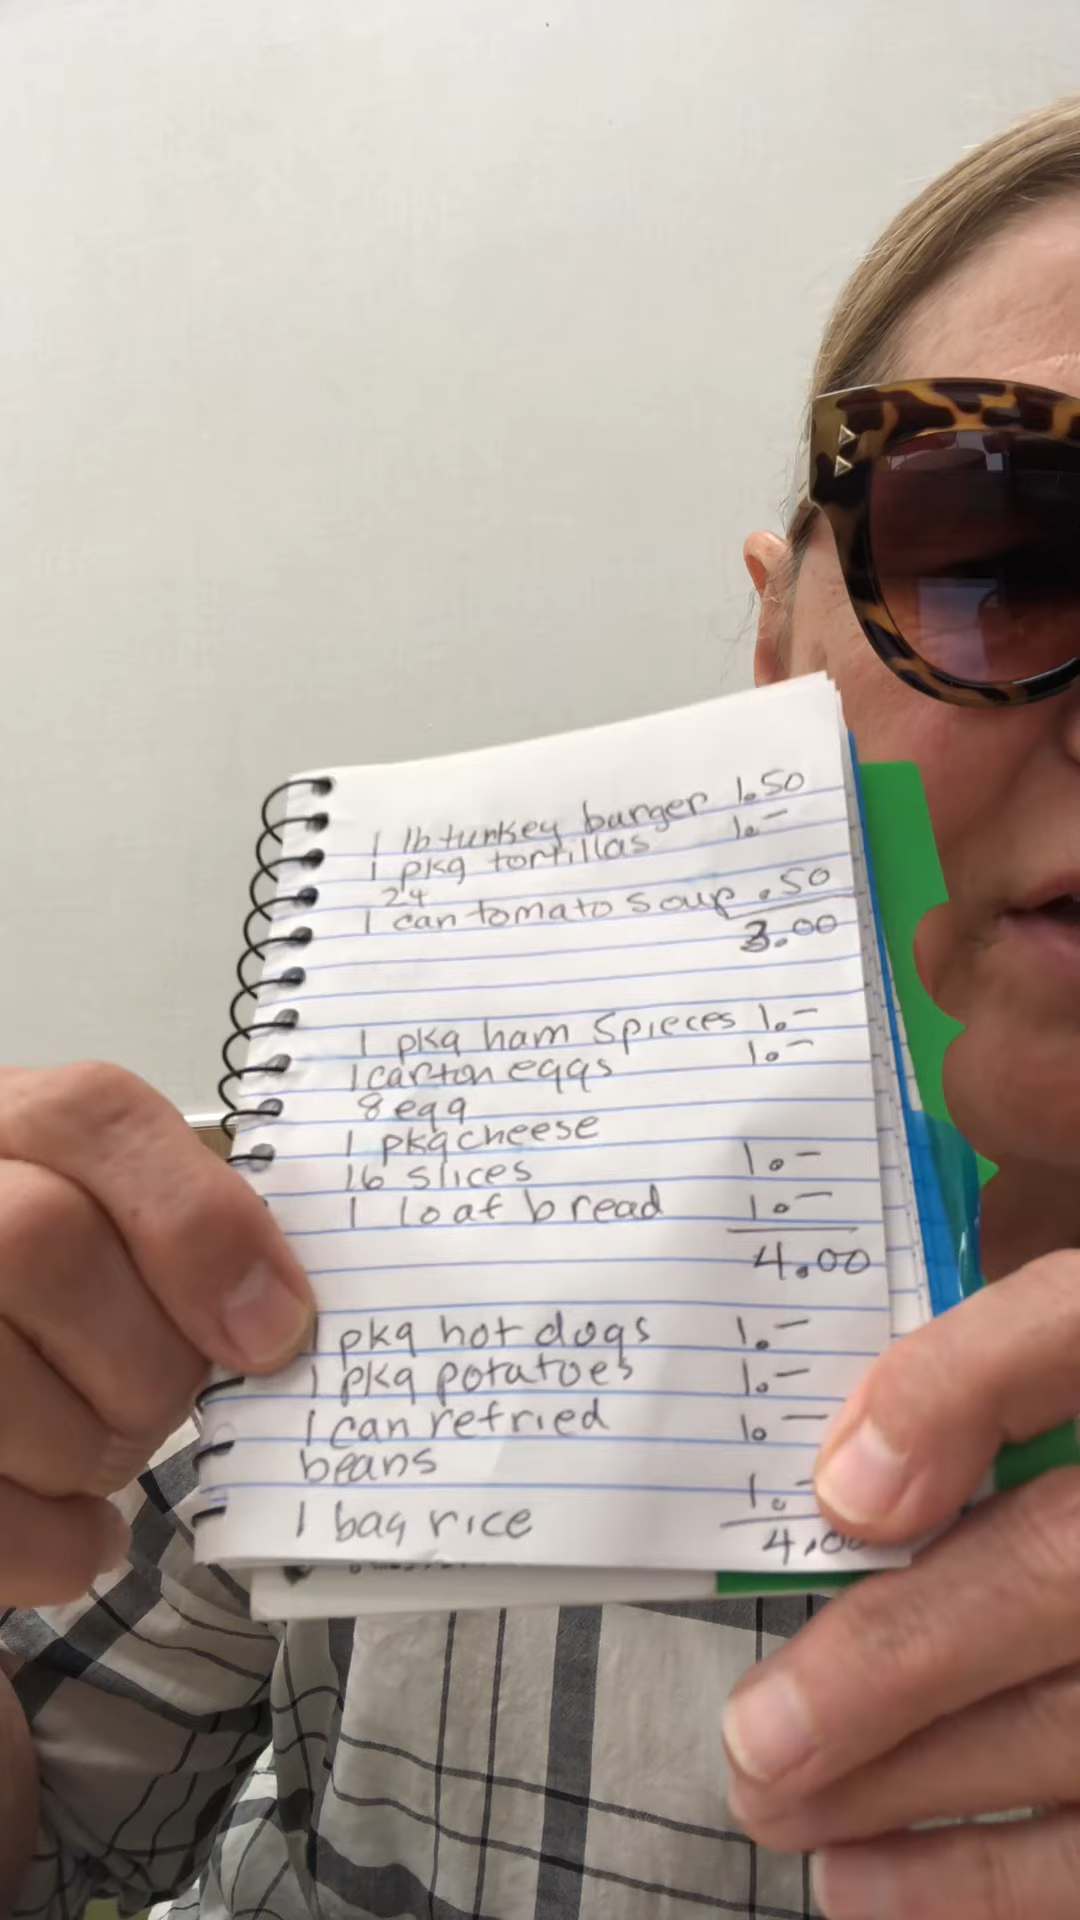 1 lb turkey burger 1.50
1 pkg tortillas 1.-
24
1 can tomato soup .50
3.00
1 pkg ham 5 pieces 1.-
1 carton eggs 1.-
8 egg
1 pkg cheese
16 slices 1.-
1 loaf bread 1.-
4.00
1 pkg hot dogs 1.-
1 pkg potatoes 1.-
1 can refried 1.-
beans
1 bag rice 1.-
4.00